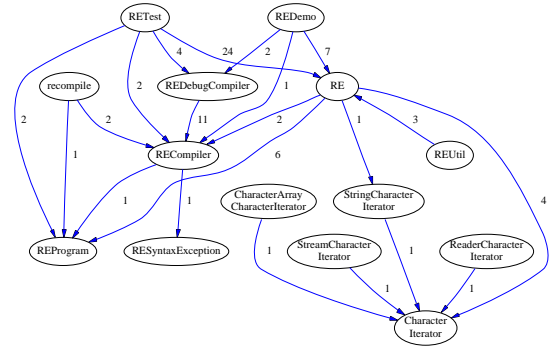 RETest
REDemo
4
24
2
7
recompile
REDebugCompiler
RE
2
2
1
2
11
2
1
3
1
RECompiler
6
REUtil
CharacterArray
CharacterIterator
StringCharacter
Iterator
1
1
4
REProgram
RESyntaxException
StreamCharacter
Iterator
ReaderCharacter
Iterator
1
1
1
1
Character
Iterator